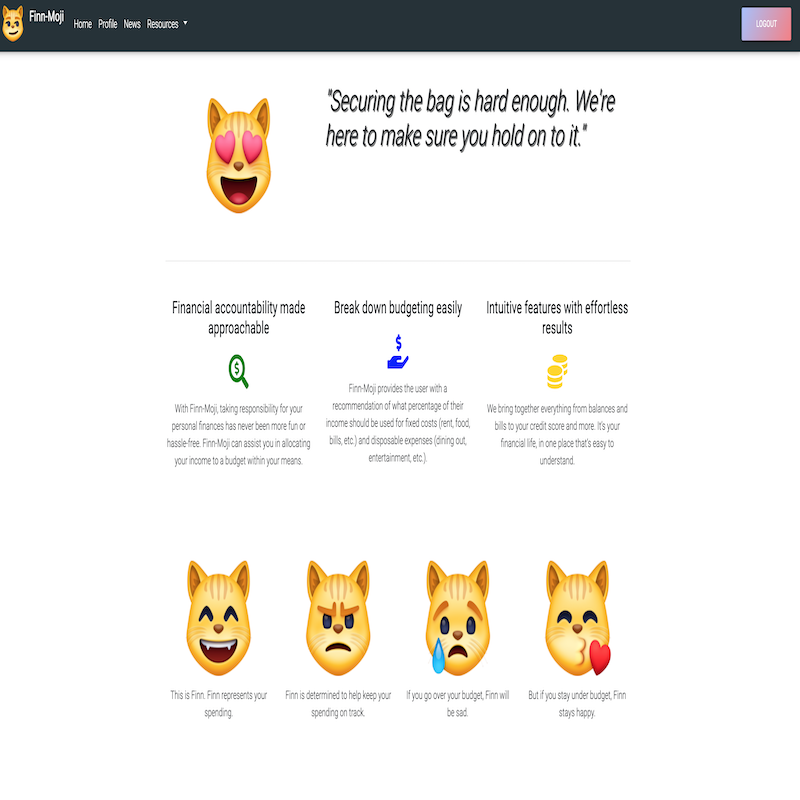 Finn-Moji Home Profile News Resources LOGOUT
"Securing the bag is hard enough. We're
here to make sure you hold on to it."
Financial accountability made
approachable
With Finn-Moji, taking responsibility for your
personal finances has never been more fun or
hassle-free. Finn-Moji can assist you in allocating
your income to a budget within your means.
Break down budgeting easily
Finn-Moji provides the user with a
recommendation of what percentage of their
income should be used for fixed costs (rent, food,
bills, etc.) and disposable expenses (dining out,
entertainment, etc.).
Intuitive features with effortless
results
We bring together everything from balances and
bills to your credit score and more. It's your
financial life, in one place that's easy to
understand.
This is Finn. Finn represents your
spending.
Finn is determined to help keep your
spending on track.
If you go over your budget, Finn will
be sad.
But if you stay under budget, Finn
stays happy.